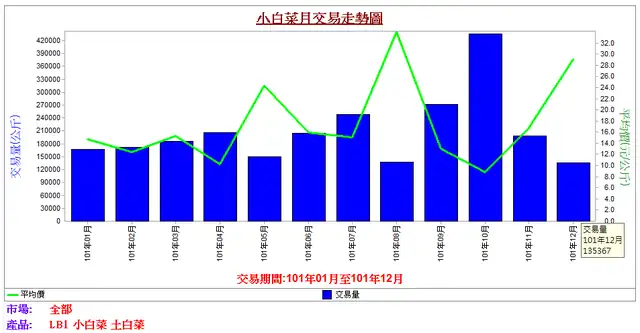 小白菜月交易走勢圖
420000
390000
360000
330000
300000
270000
240000
210000
180000
150000
120000
90000
60000
30000
0
交易量(公斤)
32.0
30.0
28.0
26.0
24.0
22.0
20.0
18.0
16.0
14.0
12.0
10.0
8.0
6.0
4.0
2.0
0.0
平均價(元/公斤)
101年01月
101年02月
101年03月
101年04月
101年05月
101年06月
101年07月
101年08月
101年09月
101年10月
101年11月
101年12月
交易量
101年12月
135367
交易期間:101年01月至101年12月
平均價 交易量
市場: 全部
產品: LB1 小白菜 土白菜